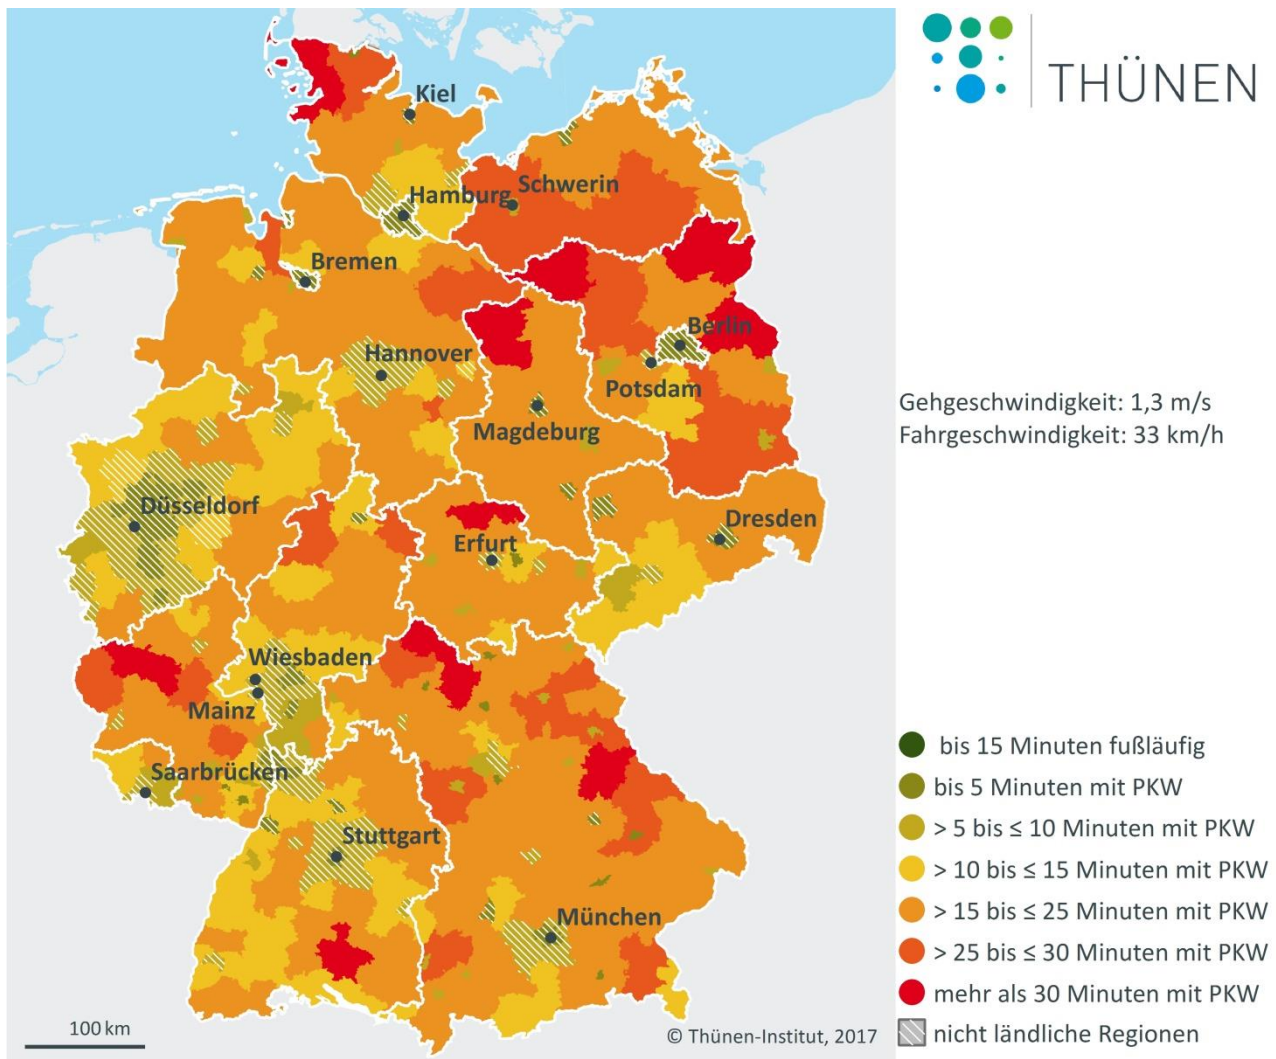 THÜNEN
Kiel
Hamburg
Schwerin
Bremen
Berlin
Hannover
Potsdam
Magdeburg
Düsseldorf
Dresden
Erfurt
Wiesbaden
Mainz
Saarbrücken
Stuttgart
München
Gehgeschwindigkeit: 1,3 m/s
Fahrgeschwindigkeit: 33 km/h
bis 15 Minuten fußläufig
bis 5 Minuten mit PKW
> 5 bis ≤ 10 Minuten mit PKW
> 10 bis ≤ 15 Minuten mit PKW
> 15 bis ≤ 25 Minuten mit PKW
> 25 bis ≤ 30 Minuten mit PKW
mehr als 30 Minuten mit PKW
nicht ländliche Regionen
100 km
© Thünen-Institut, 2017